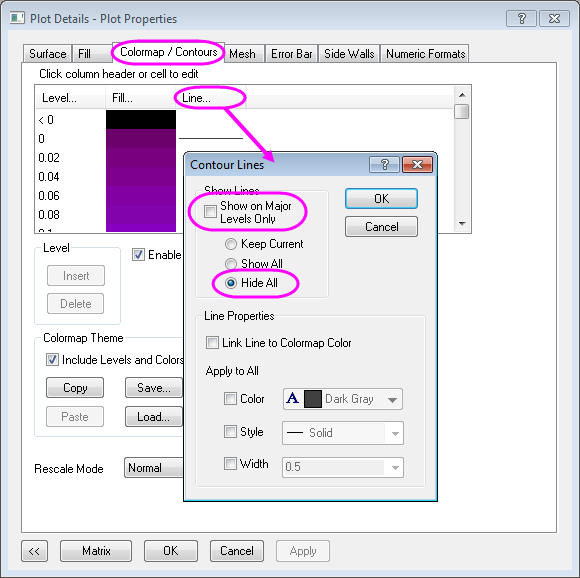 Plot Details - Plot Properties
?
Surface Fill Colormap / Contours Mesh Error Bar Side Walls Numeric Formats
Click column header or cell to edit
Level... Fill... Line...
< 0
0
0.02
0.04
0.06
0.08
Contour Lines ?
Show Lines
Show on Major
Levels Only
Keep Current
Show All
Hide All
OK
Cancel
Line Properties
Link Line to Colormap Color
Apply to All
Color A Dark Gray
Style Solid
Width 0.5
Level
Insert
Delete
Enable
Colormap Theme
Include Levels and Colors
Copy Save...
Paste Load...
Rescale Mode Normal
<< Matrix OK Cancel Apply